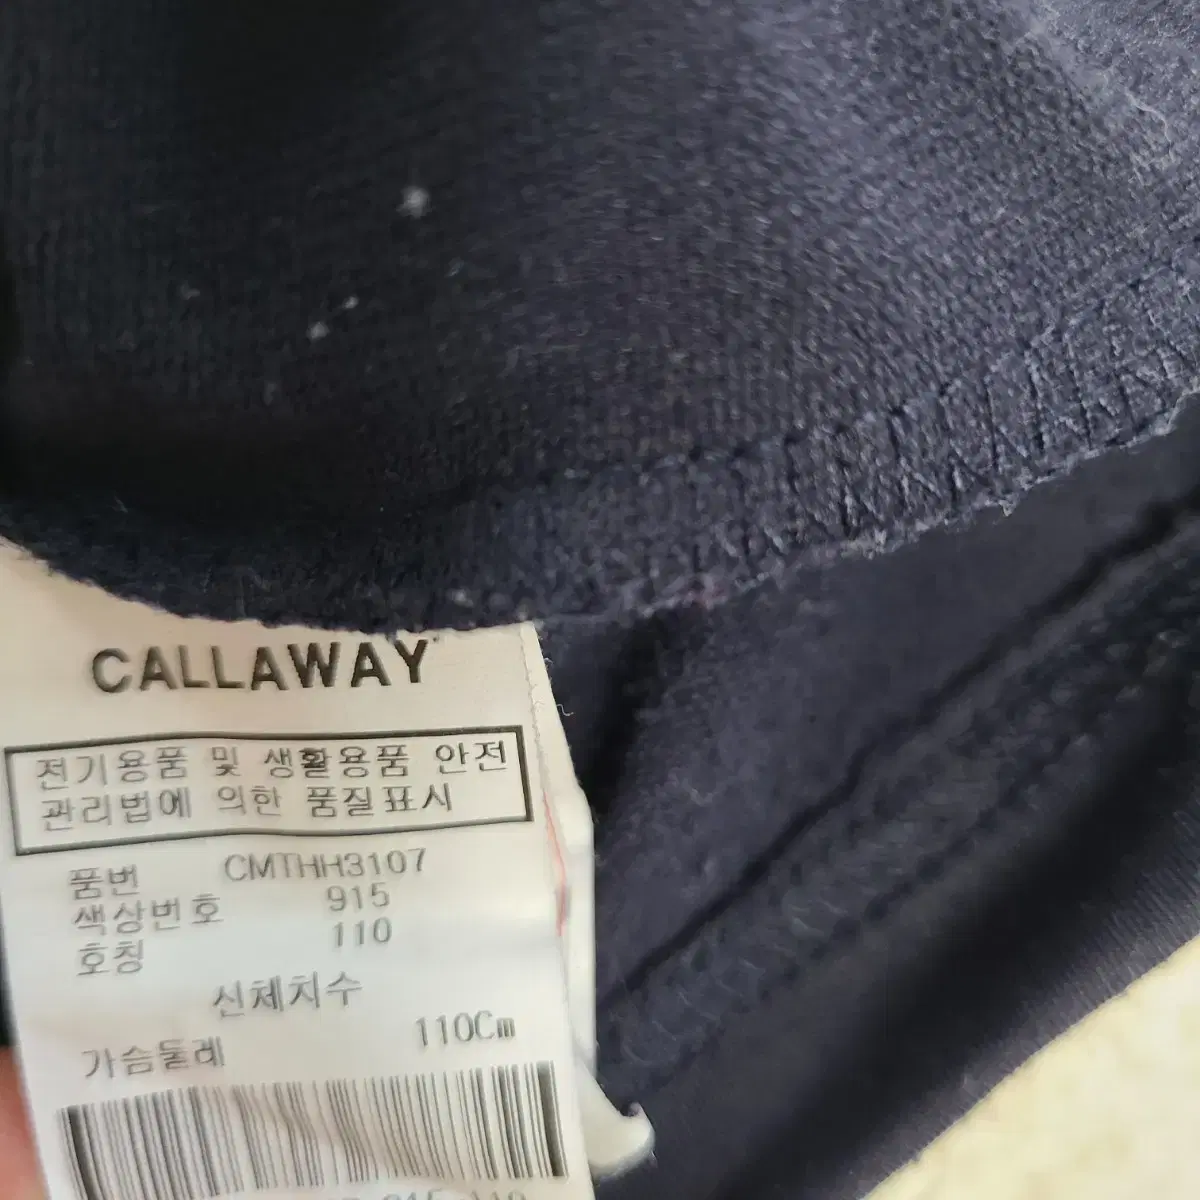 CALLAWAY
전기용품 및 생활용품 안전
관리법에 의한 품질표시
품번 CMTHH3107
색상번호 915
호칭 110
신체치수
가슴둘레 110Cm